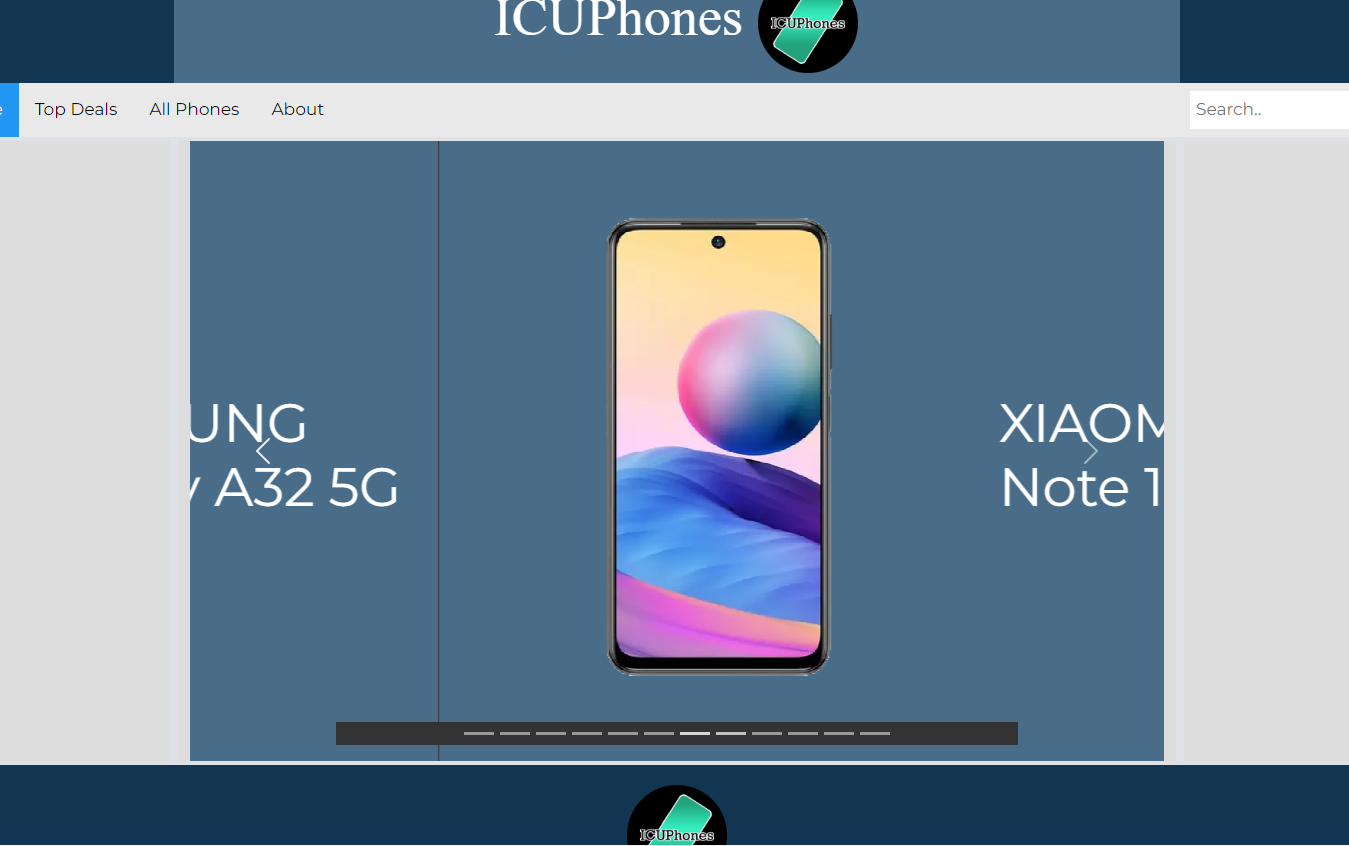 ICUPhones
ICUPhones
e Top Deals All Phones About Search..
UNG
A32 5G
XIAOM
Note 1
ICUPhones